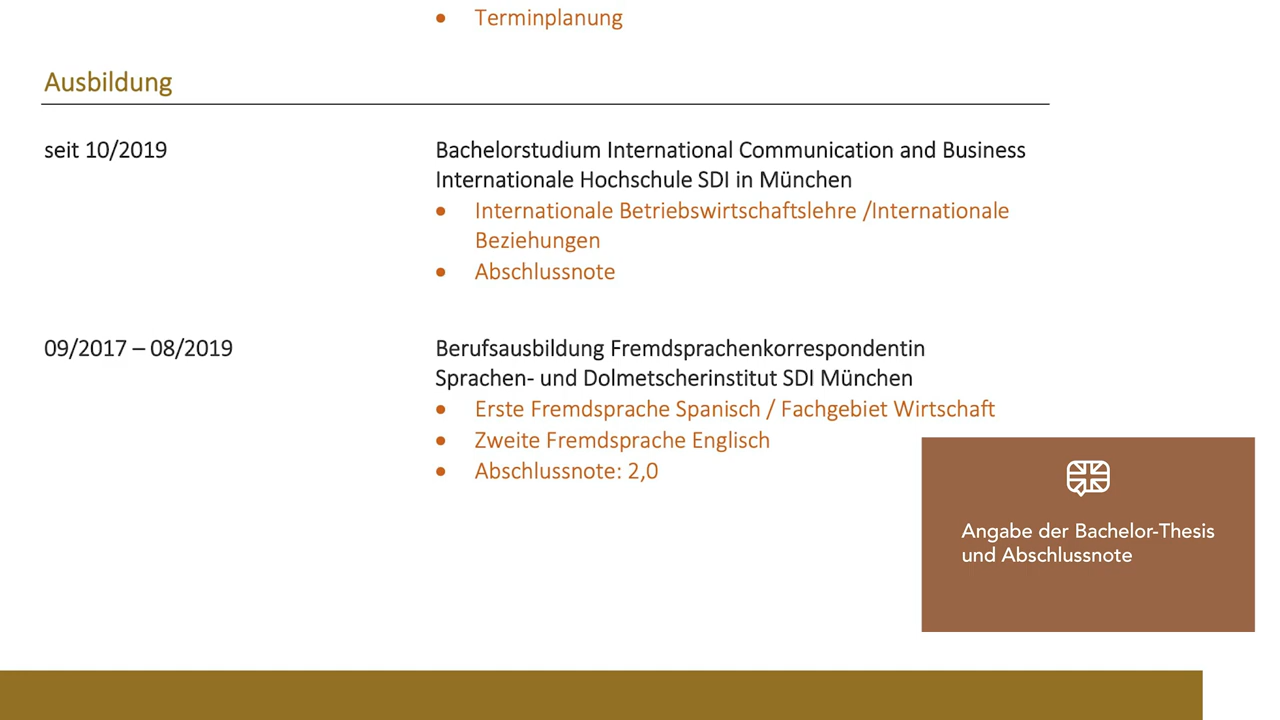 • Terminplanung
Ausbildung
seit 10/2019
Bachelorstudium International Communication and Business
Internationale Hochschule SDI in München
• Internationale Betriebswirtschaftslehre /Internationale
Beziehungen
• Abschlussnote
09/2017 – 08/2019
Berufsausbildung Fremdsprachenkorrespondentin
Sprachen- und Dolmetscherinstitut SDI München
• Erste Fremdsprache Spanisch / Fachgebiet Wirtschaft
• Zweite Fremdsprache Englisch
• Abschlussnote: 2,0
Angabe der Bachelor-Thesis
und Abschlussnote